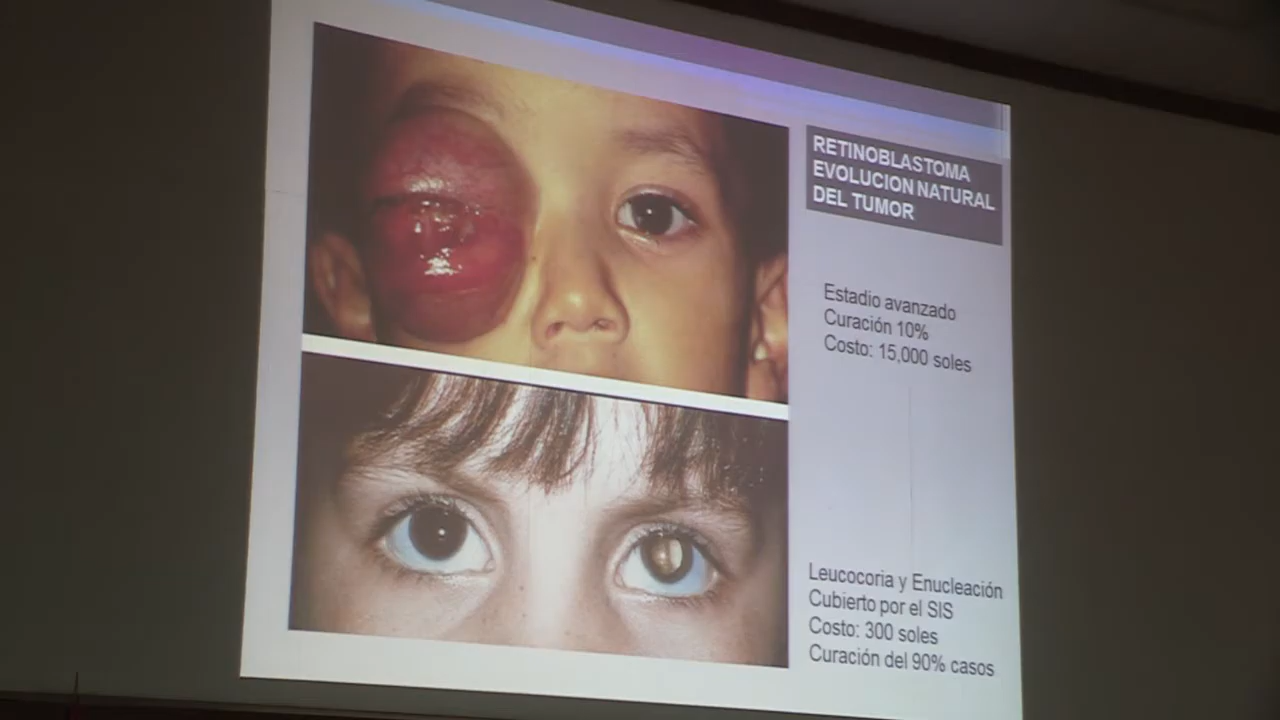 RETINOBLASTOMA
EVOLUCION NATURAL
DEL TUMOR
Estadio avanzado
Curación 10%
Costo: 15,000 soles
Leucocoria y Enucleación
Cubierto por el SIS
Costo: 300 soles
Curación del 90% casos